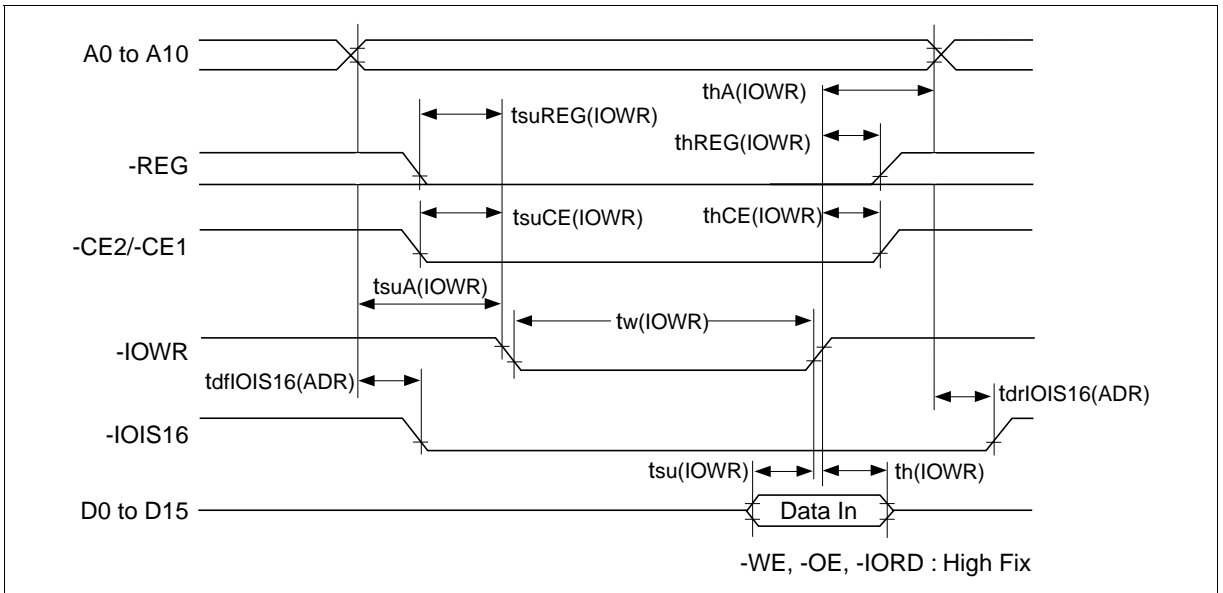 A0 to A10
thA(IOWR)
tsuREG(IOWR)
thREG(IOWR)
-REG
tsuCE(IOWR)
thCE(IOWR)
-CE2/-CE1
tsuA(IOWR)
tw(IOWR)
-IOWR
tdfIOIS16(ADR)
tdrIOIS16(ADR)
-IOIS16
tsu(IOWR)
th(IOWR)
D0 to D15
Data In
-WE, -OE, -IORD : High Fix